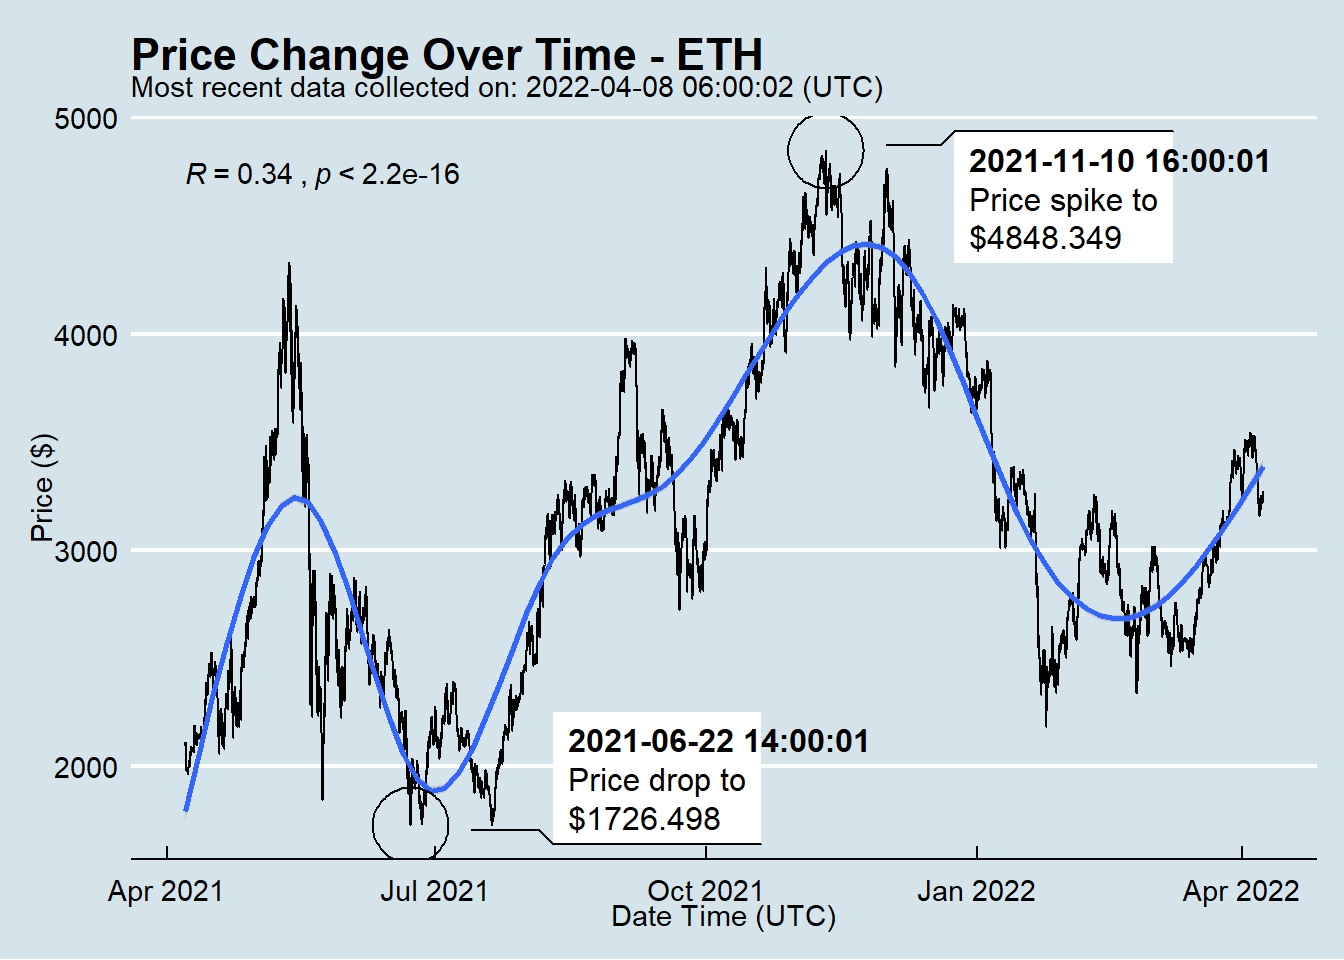 Price Change Over Time - ETH
Most recent data collected on: 2022-04-08 06:00:02 (UTC)
5000
4000
3000
2000
Price ($)
R = 0.34 , p < 2.2e-16
2021-11-10 16:00:01
Price spike to
$4848.349
2021-06-22 14:00:01
Price drop to
$1726.498
Apr 2021
Jul 2021
Oct 2021
Jan 2022
Apr 2022
Date Time (UTC)